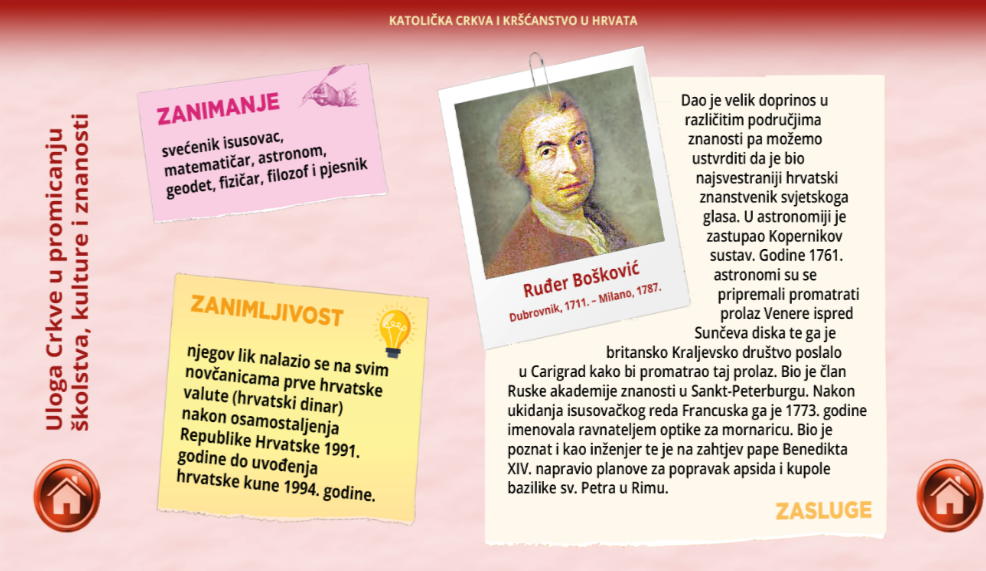 KATOLIČKA CRKVA I KRŠĆANSTVO U HRVATA
Uloga Crkve u promicanju
školstva, kulture i znanosti
ZANIMANJE
svećenik isusovac,
matematičar, astronom,
geodet, fizičar, filozof i pjesnik
ZANIMLJIVOST
njegov lik nalazio se na svim
novčanicama prve hrvatske
valute (hrvatski dinar)
nakon osamostaljenja
Republike Hrvatske 1991.
godine do uvođenja
hrvatske kune 1994. godine.
Ruđer Bošković
Dubrovnik, 1711. – Milano, 1787.
Dao je velik doprinos u
različitim područjima
znanosti pa možemo
ustvrditi da je bio
najsvestraniji hrvatski
znanstvenik svjetskoga
glasa. U astronomiji je
zastupao Kopernikov
sustav. Godine 1761.
astronomi su se
pripremali promatrati
prolaz Venere ispred
Sunčeva diska te ga je
britansko Kraljevsko društvo poslalo
u Carigrad kako bi promatrao taj prolaz. Bio je član
Ruske akademije znanosti u Sankt-Peterburgu. Nakon
ukidanja isusovačkog reda Francuska ga je 1773. godine
imenovala ravnateljem optike za mornaricu. Bio je
poznat i kao inženjer te je na zahtjev pape Benedikta
XIV. napravio planove za popravak apsida i kupole
bazilike sv. Petra u Rimu.
ZASLUGE